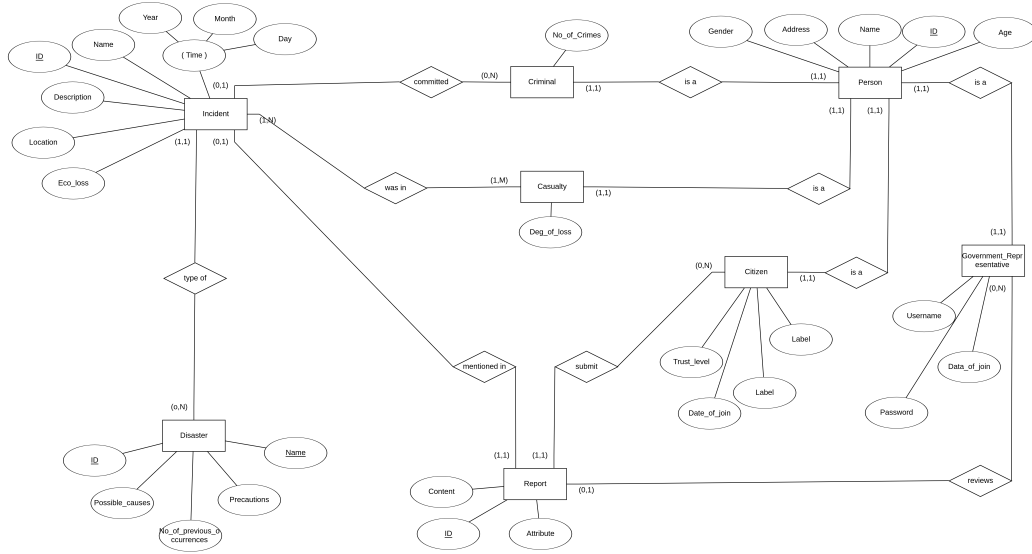 Year
Month
Day
( Time )
ID
Name
Description
Location
Eco_loss
Incident
(0,1)
(1,N)
(1,1)
(0,1)
committed
(0,N)
No_of_Crimes
Criminal
(1,1)
is a
(1,1)
Gender
Address
Name
ID
Age
Person
(1,1)
is a
(1,1)
(1,1)
was in
(1,M)
Casualty
(1,1)
is a
Deg_of_loss
(1,1)
Government_Repr
esentative
(0,N)
(0,N)
Citizen
(1,1)
is a
type of
Username
Data_of_join
Password
Trust_level
Label
Label
Date_of_join
mentioned in
submit
(o,N)
Disaster
ID
Name
Possible_causes
Precautions
No_of_previous_o
ccurrences
(1,1)
(1,1)
Report
(0,1)
reviews
Content
ID
Attribute